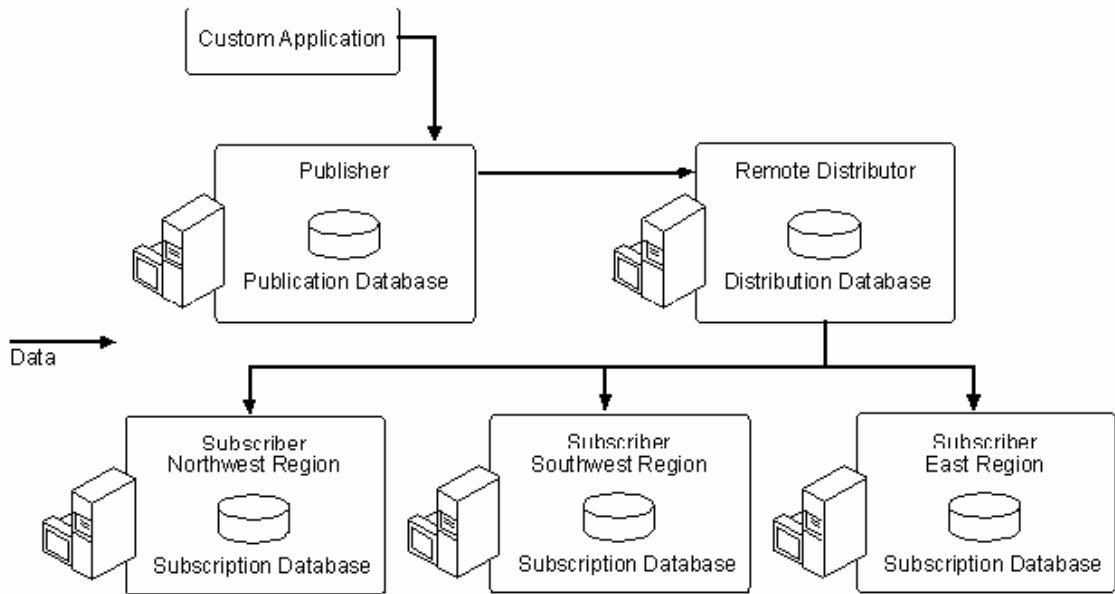 Custom Application
Publisher
Publication Database
Remote Distributor
Distribution Database
Data
Subscriber
Northwest Region
Subscription Database
Subscriber
Southwest Region
Subscription Database
Subscriber
East Region
Subscription Database